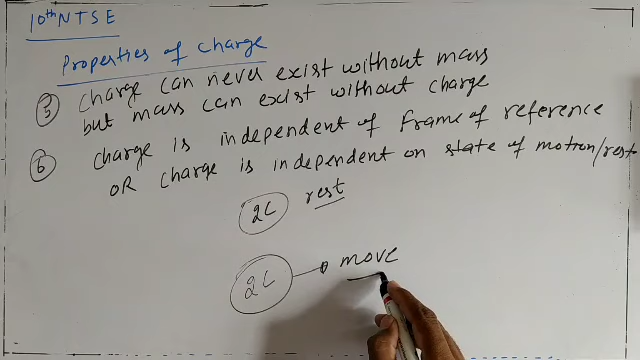 10th NTSE
Properties of charge
5 charge can never exist without mass
but mass can exist without charge
6 charge is independent of frame of reference
OR charge is independent on state of motion/rest
2C rest
2C move